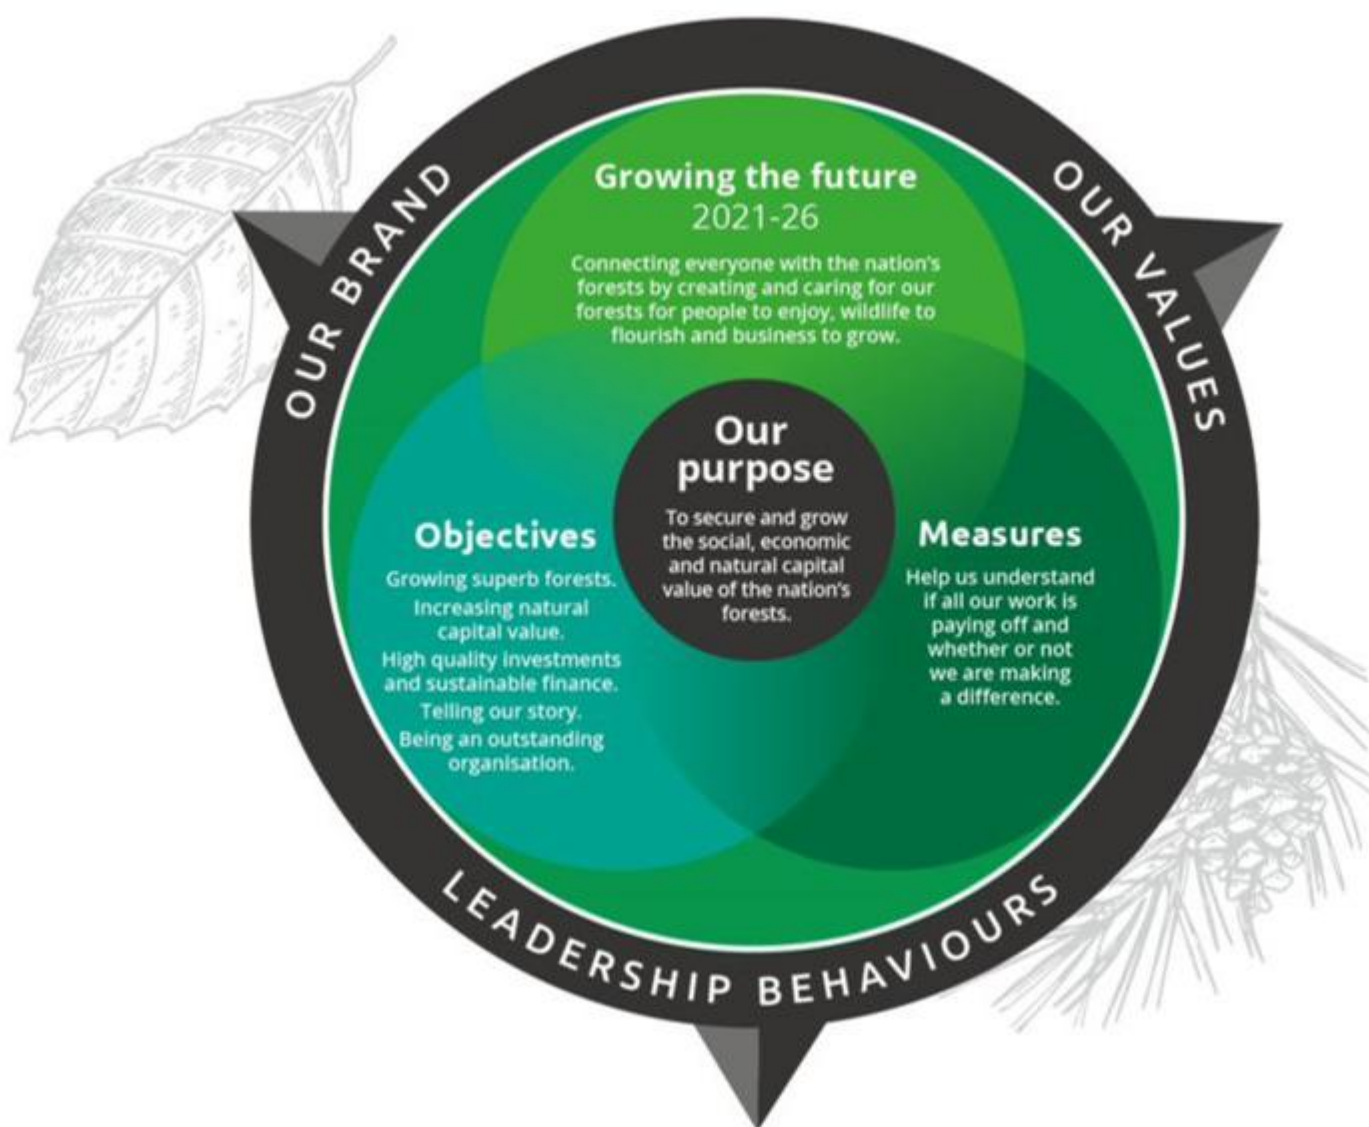 OUR BRAND
OUR VALUES
Growing the future
2021-26
Connecting everyone with the nation's
forests by creating and caring for our
forests for people to enjoy, wildlife to
flourish and business to grow.
Our
purpose
To secure and grow
the social, economic
and natural capital
value of the nation's
forests.
Objectives
Growing superb forests.
Increasing natural
capital value.
High quality investments
and sustainable finance.
Telling our story.
Being an outstanding
organisation.
Measures
Help us understand
if all our work is
paying off and
whether or not
we are making
a difference.
LEADERSHIP BEHAVIOURS